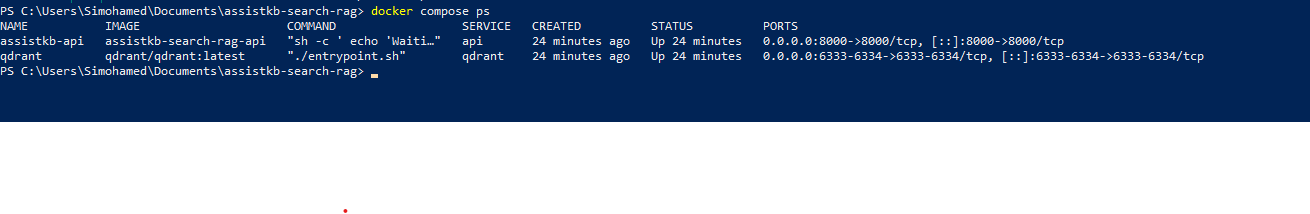 PS C:\Users\Simohamed\Documents\assistkb-search-rag> docker compose ps
NAME IMAGE COMMAND SERVICE CREATED STATUS PORTS
assistkb-api assistkb-search-rag-api "sh -c ' echo 'Waiti…" api 24 minutes ago Up 24 minutes 0.0.0.0:8000->8000/tcp, [::]:8000->8000/tcp
qdrant qdrant/qdrant:latest "./entrypoint.sh" qdrant 24 minutes ago Up 24 minutes 0.0.0.0:6333-6334->6333-6334/tcp, [::]:6333-6334->6333-6334/tcp
PS C:\Users\Simohamed\Documents\assistkb-search-rag>